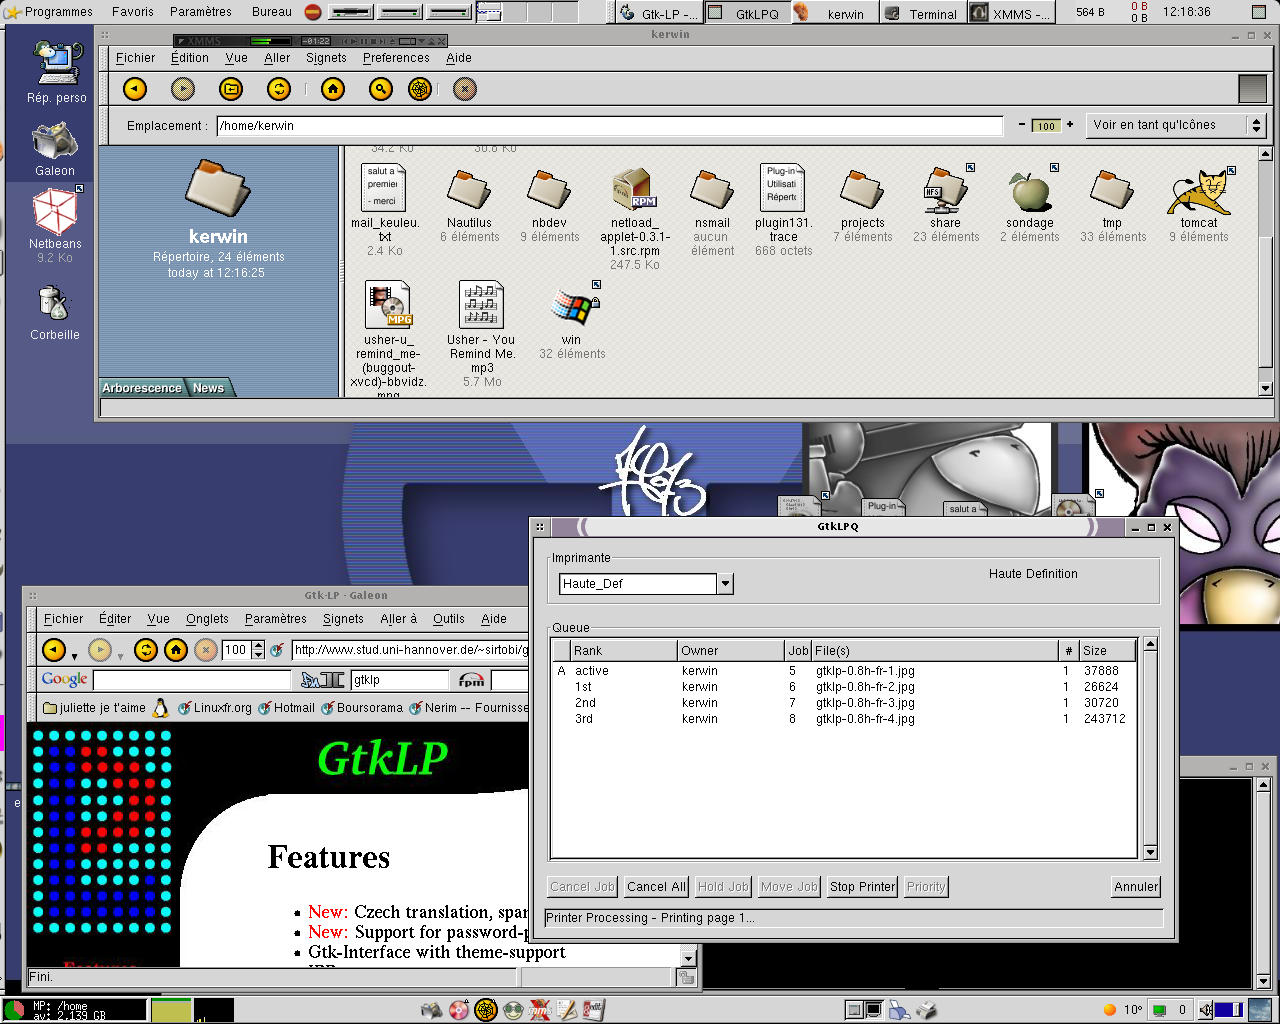 Programmes Favoris Paramètres Bureau Gtk-LP -... GtkLPQ kerwin Terminal XMMS -... 564 B 0 B 0 B 12:18:36
kerwin
XMMS -01:22
Fichier Édition Vue Aller Signets Preferences Aide
Rép. perso
Emplacement : /home/kerwin - 100 + Voir en tant qu'Icônes
34.2 Ko 30.8 Ko
Galeon
Netbeans
9.2 Ko
Corbeille
kerwin
Répertoire, 24 éléments
today at 12:16:25
salut a
premier
- merci
mail_keuleu.
txt
2.4 Ko
Nautilus
6 éléments
nbdev
9 éléments
RPM
netload_
applet-0.3.1-
1.src.rpm
247.5 Ko
nsmail
aucun
élément
Plug-in
Utilisati
Réperto
plugin131.
trace
668 octets
projects
7 éléments
NFS
share
23 éléments
sondage
2 éléments
tmp
33 éléments
tomcat
9 éléments
MPG
usher-u_
remind_me-
(buggout-
xvcd)-bbvidz.
mpg
Usher - You
Remind Me.
mp3
5.7 Mo
win
32 éléments
Arborescence News
Plug-in salut a
GtkLPQ
Imprimante
Haute_Def Haute Definition
Queue
Rank Owner Job File(s) # Size
A active kerwin 5 gtklp-0.8h-fr-1.jpg 1 37888
1st kerwin 6 gtklp-0.8h-fr-2.jpg 1 26624
2nd kerwin 7 gtklp-0.8h-fr-3.jpg 1 30720
3rd kerwin 8 gtklp-0.8h-fr-4.jpg 1 243712
Cancel Job Cancel All Hold Job Move Job Stop Printer Priority Annuler
Printer Processing - Printing page 1...
Gtk-LP - Galeon
Fichier Éditer Vue Onglets Paramètres Signets Aller à Outils Aide
100 http://www.stud.uni-hannover.de/~sirtobi/g
Google gtklp rpm
juliette je t'aime Linuxfr.org Hotmail Boursorama Nerim -- Fournisse
GtkLP
Features
New: Czech translation, span
New: Support for password-p
Gtk-Interface with theme-support
IPP
Features
Fini.
MP: /home
av: 2.139 GB
10° 0